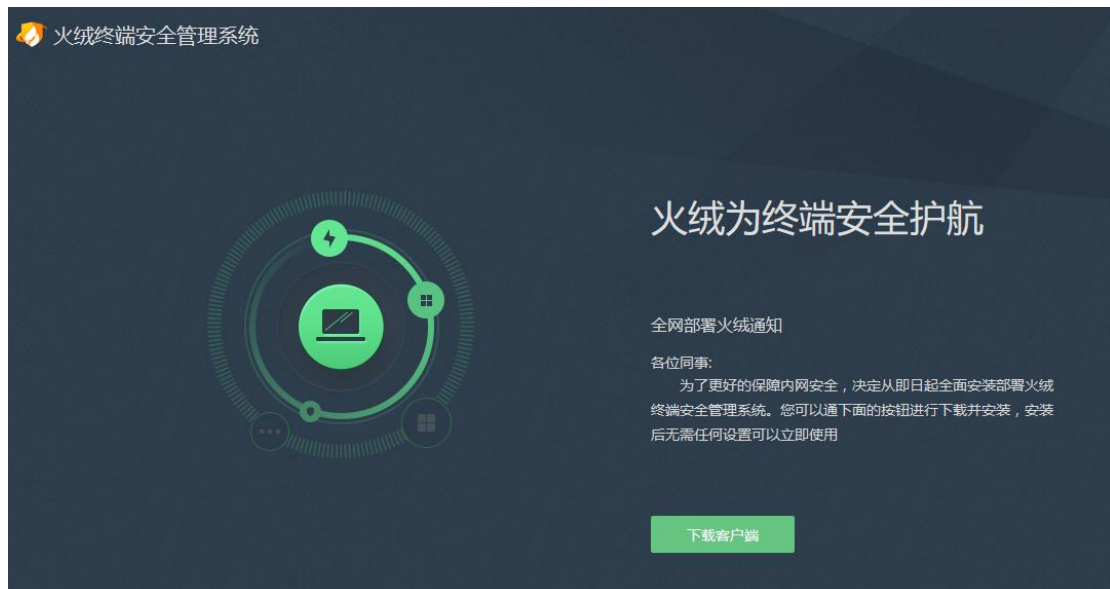 火绒终端安全管理系统
火绒为终端安全护航
全网部署火绒通知
各位同事:
为了更好的保障内网安全，决定从即日起全面安装部署火绒
终端安全管理系统。您可以通下面的按钮进行下载并安装，安装
后无需任何设置可以立即使用
下载客户端